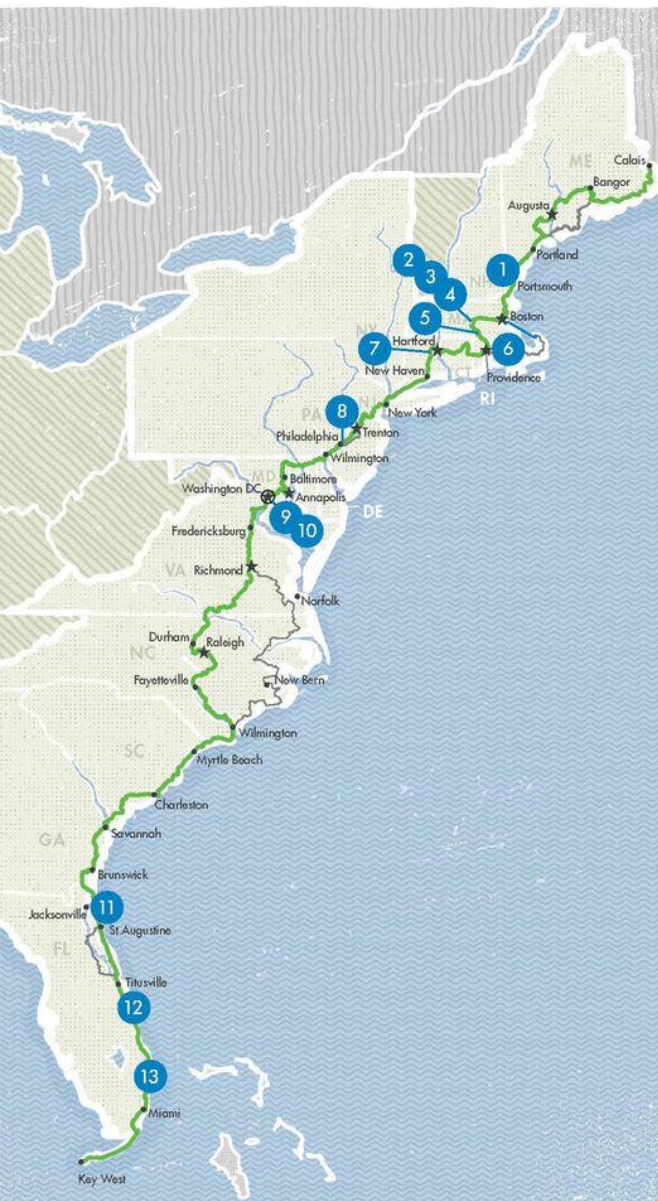 ME
Calais
Bangor
Augusta
Portland
1
NH
Portsmouth
2
3
4
5
MA
Boston
NY
Hartford
7
6
CT
Providence
New Haven
RI
8
NJ
New York
PA
Philadelphia
Trenton
Wilmington
MD
Baltimore
Washington DC
Annapolis
DE
9
10
Fredericksburg
VA
Richmond
Norfolk
Durham
Raleigh
NC
Fayetteville
New Bern
Wilmington
SC
Myrtle Beach
Charleston
GA
Savannah
Brunswick
Jacksonville
11
St.Augustine
FL
Titusville
12
13
Miami
Key West